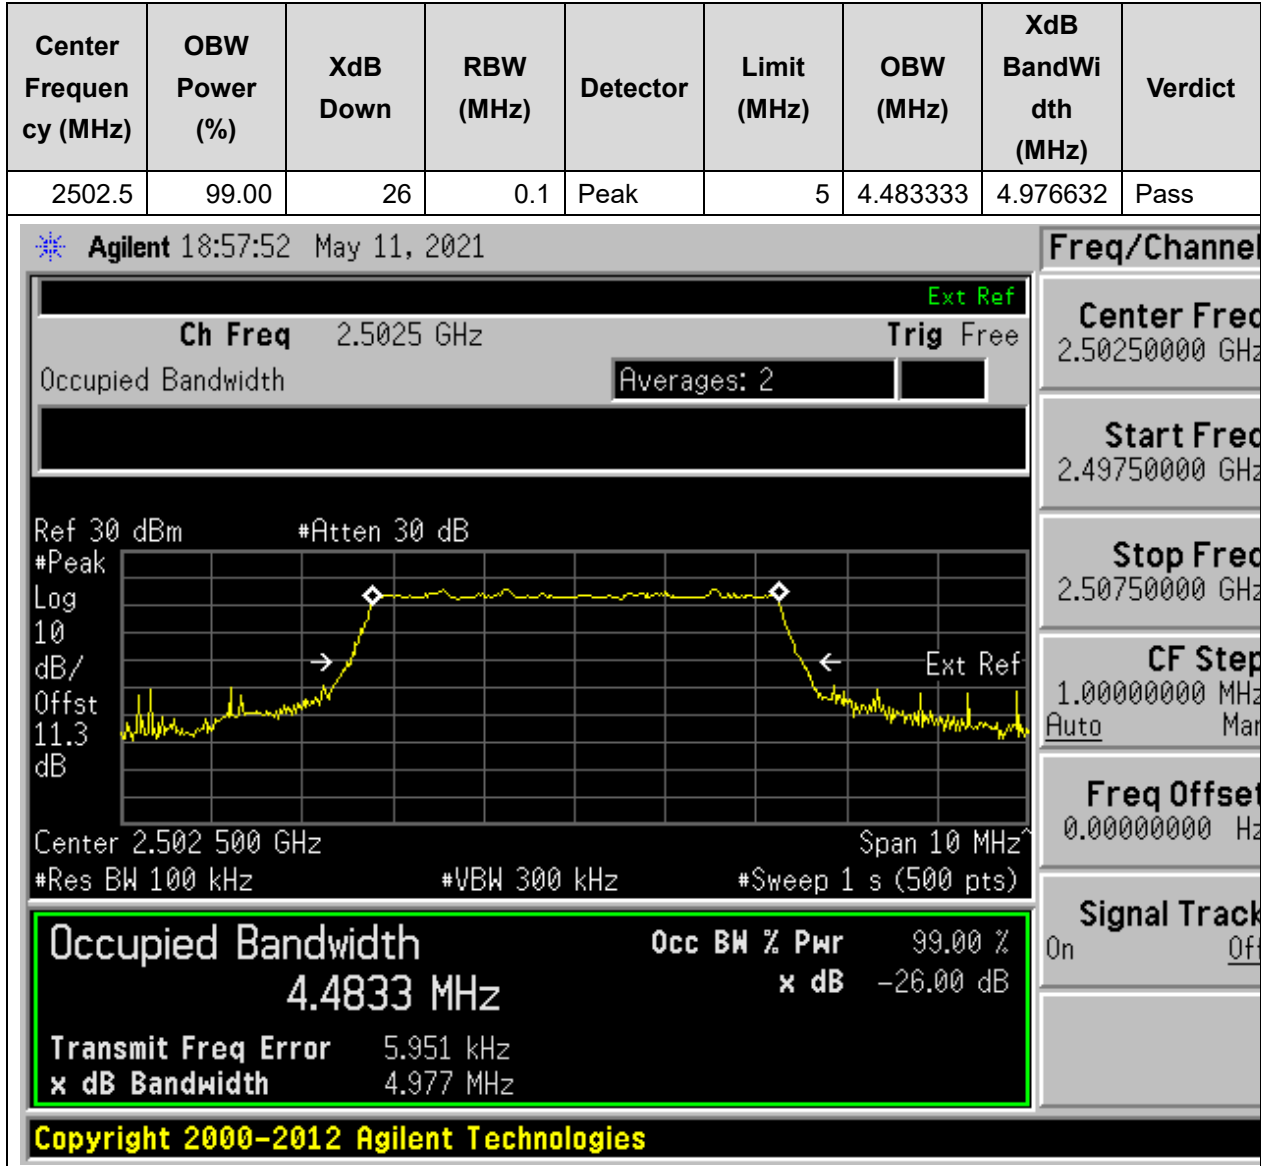 Center Frequency (MHz) OBW Power (%) XdB Down RBW (MHz) Detector Limit (MHz) OBW (MHz) XdB BandWidth (MHz) Verdict
2502.5 99.00 26 0.1 Peak 5 4.483333 4.976632 Pass
Agilent 18:57:52 May 11, 2021
Freq/Channel
Ext Ref
Ch Freq 2.5025 GHz Trig Free
Occupied Bandwidth Averages: 2
Center Freq
2.50250000 GHz
Start Freq
2.49750000 GHz
Stop Freq
2.50750000 GHz
CF Step
1.00000000 MHz
Auto Man
Freq Offset
0.00000000 Hz
Signal Track
On Off
Ref 30 dBm #Atten 30 dB
#Peak
Log
10
dB/
Offst
11.3
dB
Ext Ref
Center 2.502 500 GHz Span 10 MHz^
#Res BW 100 kHz #VBW 300 kHz #Sweep 1 s (500 pts)
Occupied Bandwidth Occ BW % Pwr 99.00 %
4.4833 MHz x dB -26.00 dB
Transmit Freq Error 5.951 kHz
x dB Bandwidth 4.977 MHz
Copyright 2000-2012 Agilent Technologies